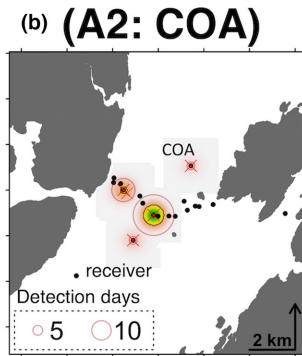 (b) (A2: COA)
COA
receiver
Detection days
5 10
2 km